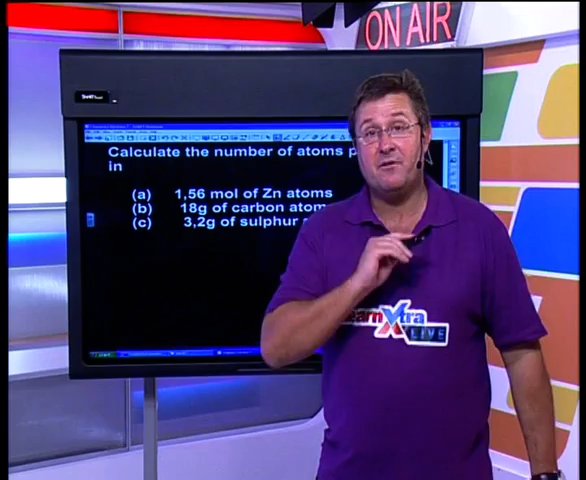 ON AIR
Calculate the number of atoms
in
(a) 1,56 mol of Zn atoms
(b) 18g of carbon atom
(c) 3,2g of sulphur
earnXtra
LIVE